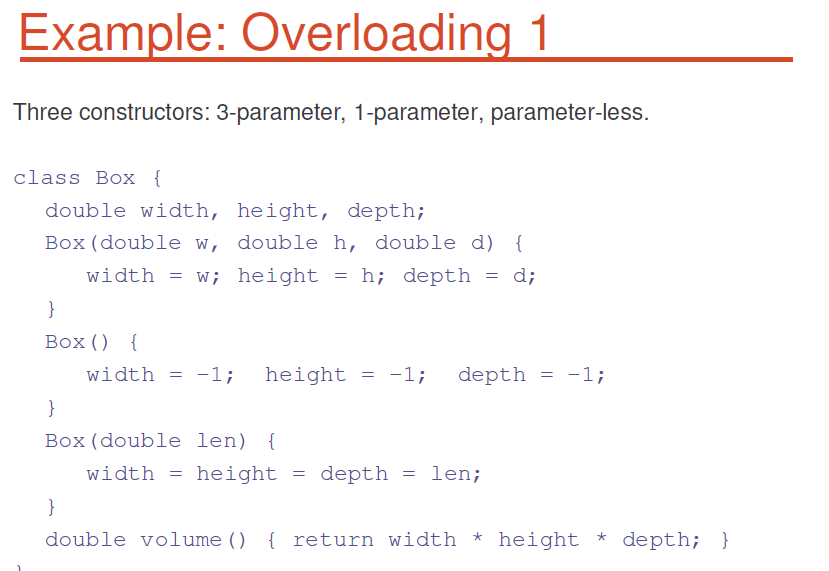 Example: Overloading 1
Three constructors: 3-parameter, 1-parameter, parameter-less.
class Box {
double width, height, depth;
Box(double w, double h, double d) {
width = w; height = h; depth = d;
}
Box() {
width = -1; height = -1; depth = -1;
}
Box(double len) {
width = height = depth = len;
}
double volume() { return width * height * depth; }
}